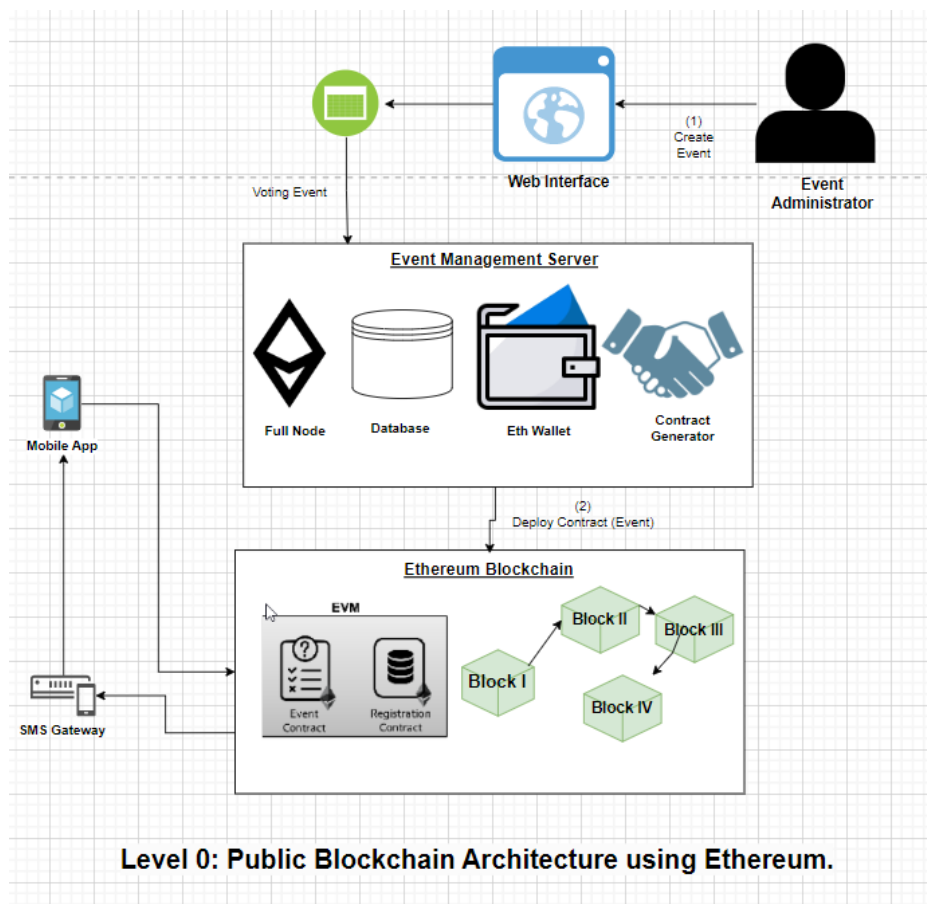 (1)
Create
Event
Web Interface
Event
Administrator
Voting Event
Event Management Server
Full Node
Database
Eth Wallet
Contract
Generator
Mobile App
(2)
Deploy Contract (Event)
Ethereum Blockchain
EVM
Event
Contract
Registration
Contract
Block I
Block II
Block III
Block IV
SMS Gateway
Level 0: Public Blockchain Architecture using Ethereum.